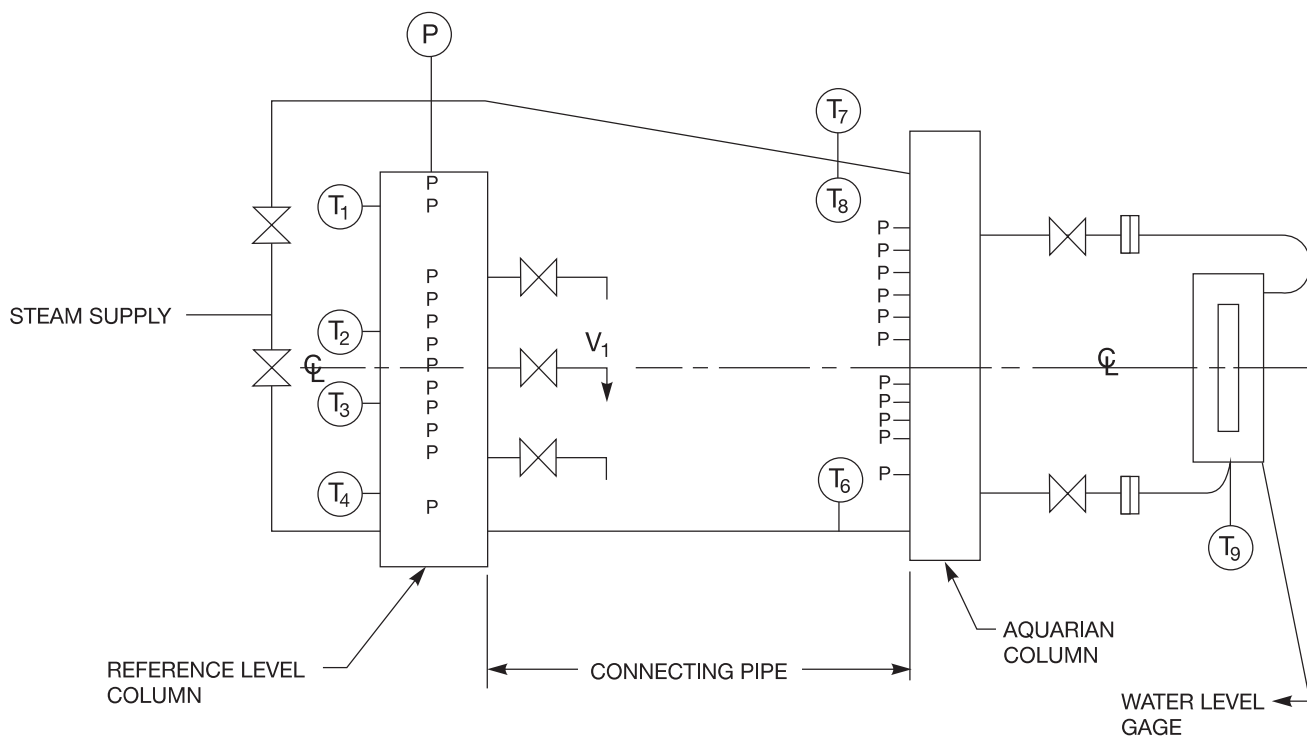 P
T7
T8
T1
P
P
P
P
P
P
P
P
P
P
P
P
STEAM SUPPLY
T2
T3
T4
℄
V1
P
P
P
P
P
P
P
P
P
P
P
℄
T6
T9
REFERENCE LEVEL
COLUMN
CONNECTING PIPE
AQUARIAN
COLUMN
WATER LEVEL
GAGE